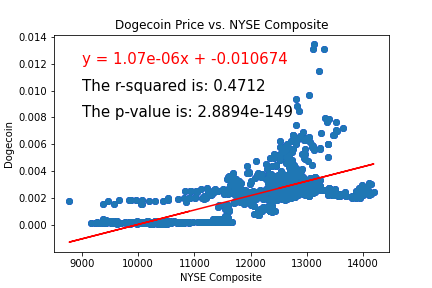 Dogecoin Price vs. NYSE Composite
0.014
0.012
0.010
0.008
0.006
0.004
0.002
0.000
Dogecoin
y = 1.07e-06x + -0.010674
The r-squared is: 0.4712
The p-value is: 2.8894e-149
9000 10000 11000 12000 13000 14000
NYSE Composite